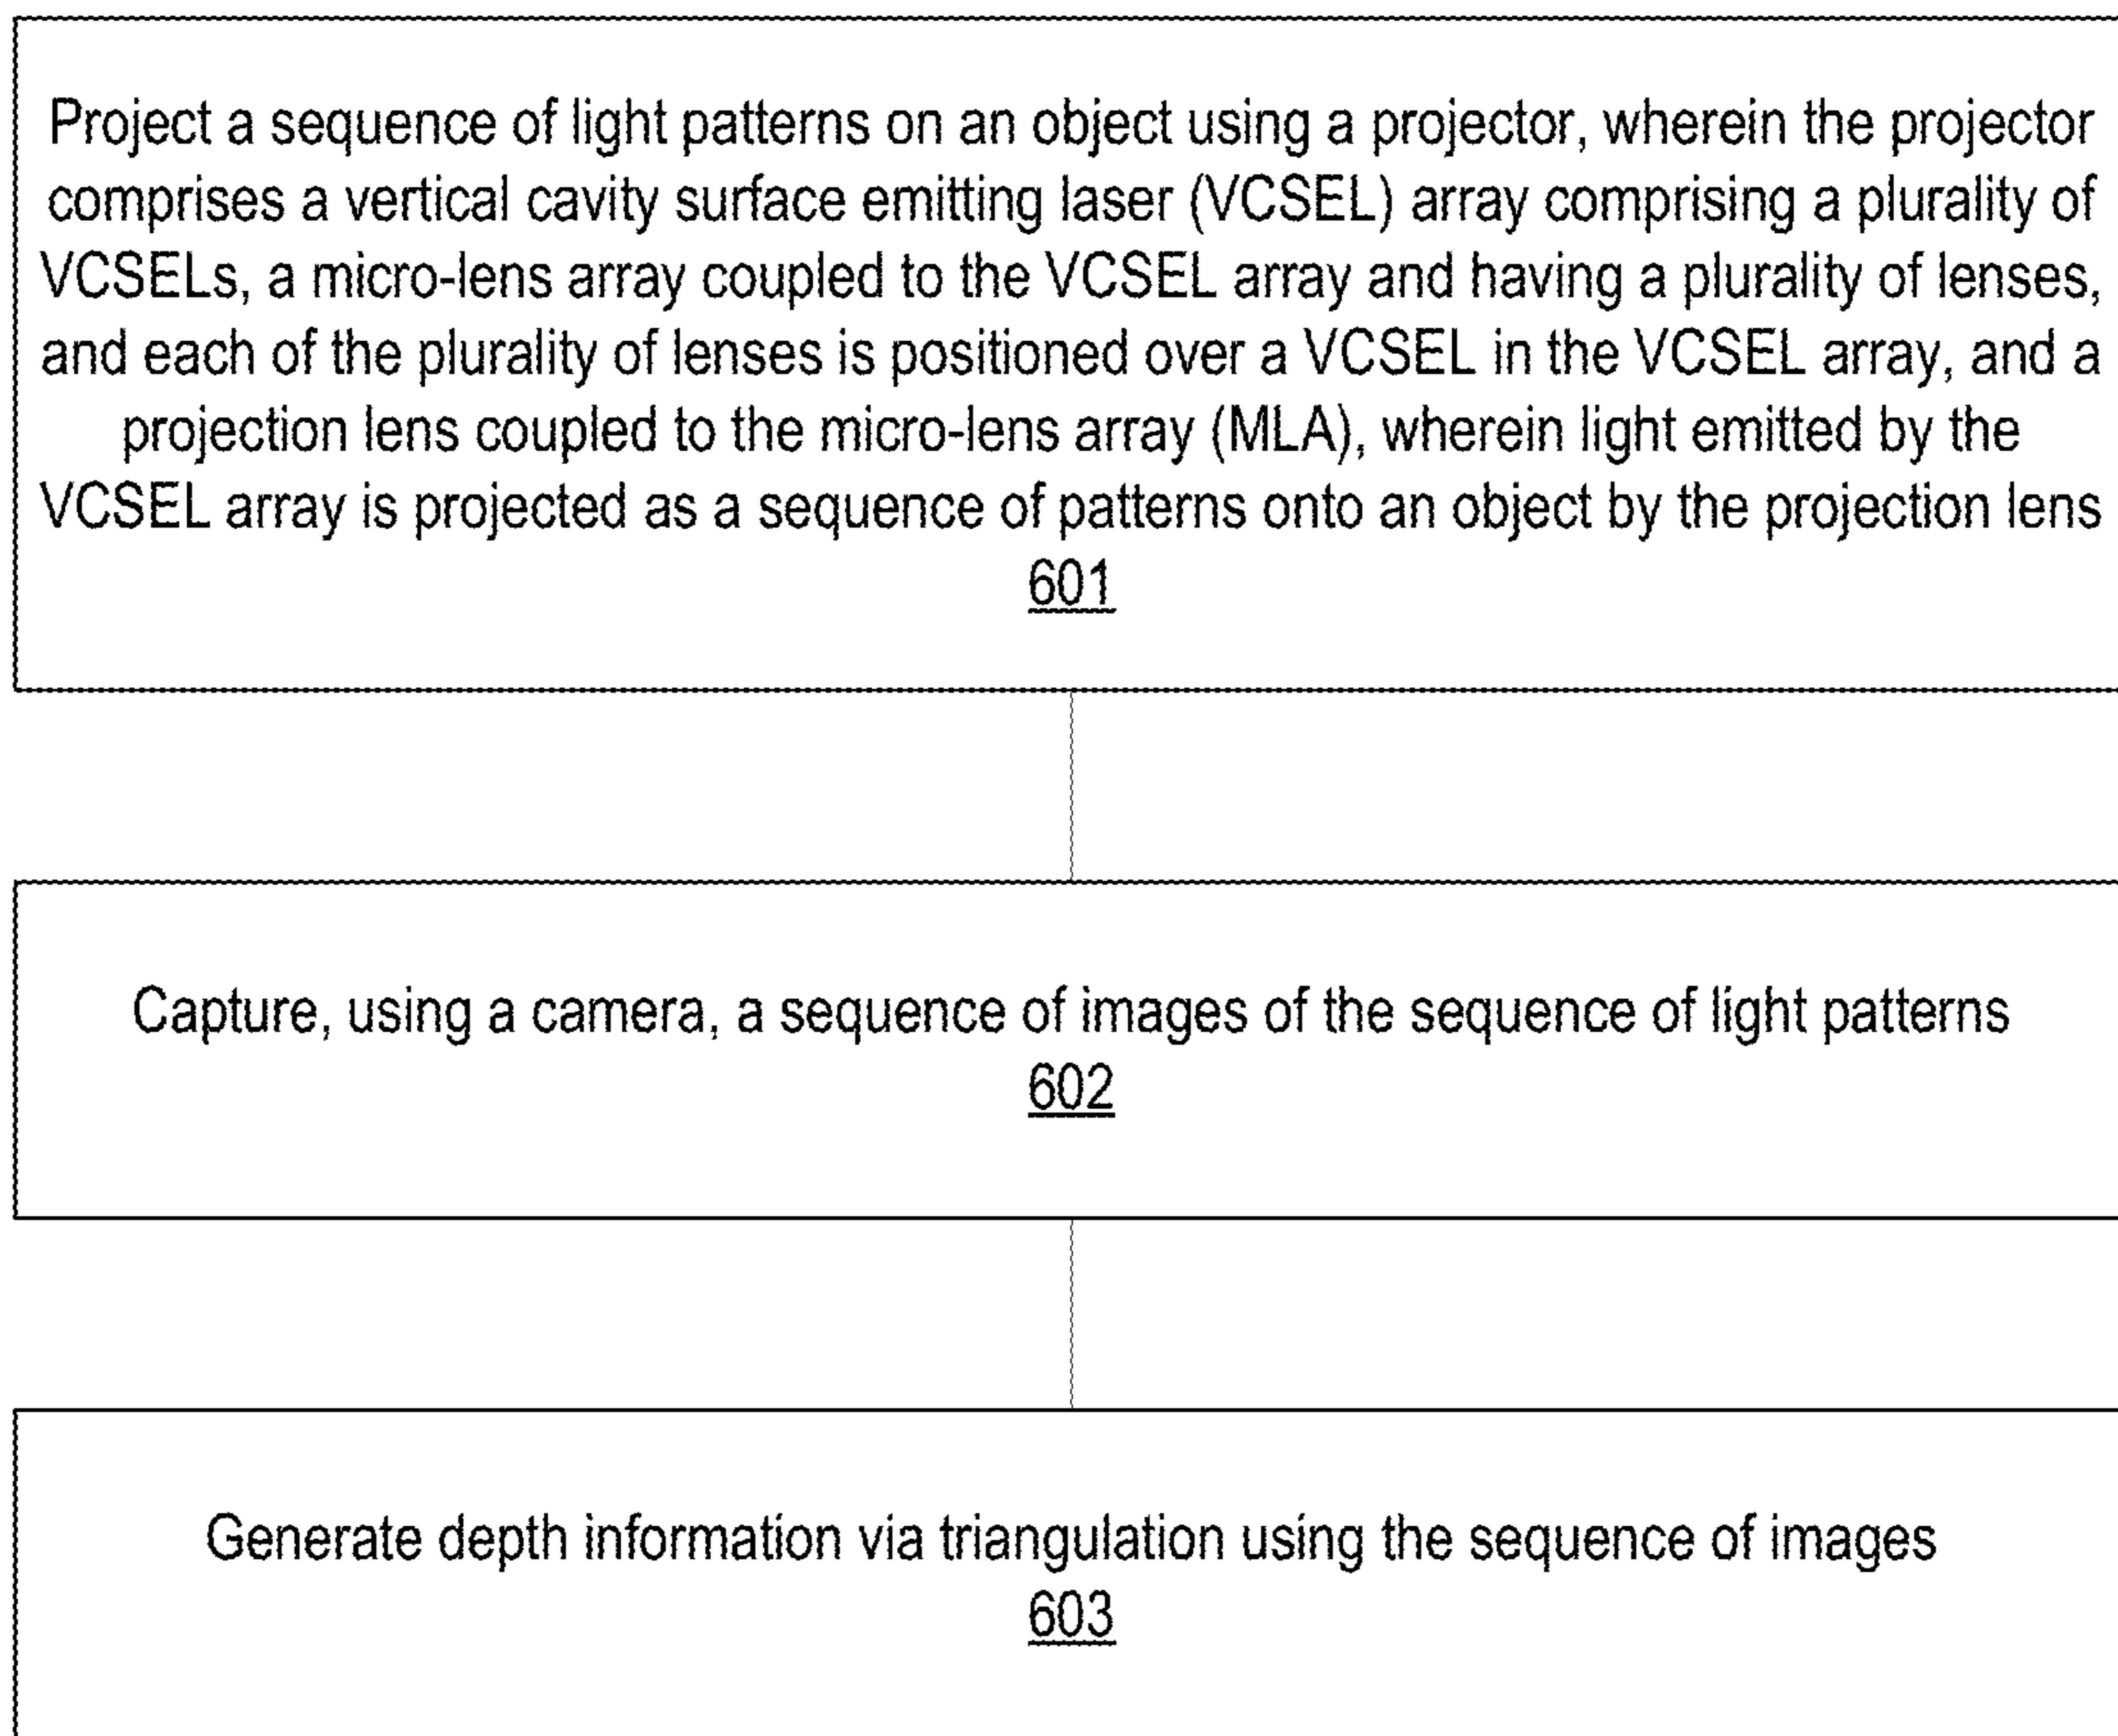 Project a sequence of light patterns on an object using a projector, wherein the projector
comprises a vertical cavity surface emitting laser (VCSEL) array comprising a plurality of
VCSELs, a micro-lens array coupled to the VCSEL array and having a plurality of lenses,
and each of the plurality of lenses is positioned over a VCSEL in the VCSEL array, and a
projection lens coupled to the micro-lens array (MLA), wherein light emitted by the
VCSEL array is projected as a sequence of patterns onto an object by the projection lens
601
Capture, using a camera, a sequence of images of the sequence of light patterns
602
Generate depth information via triangulation using the sequence of images
603